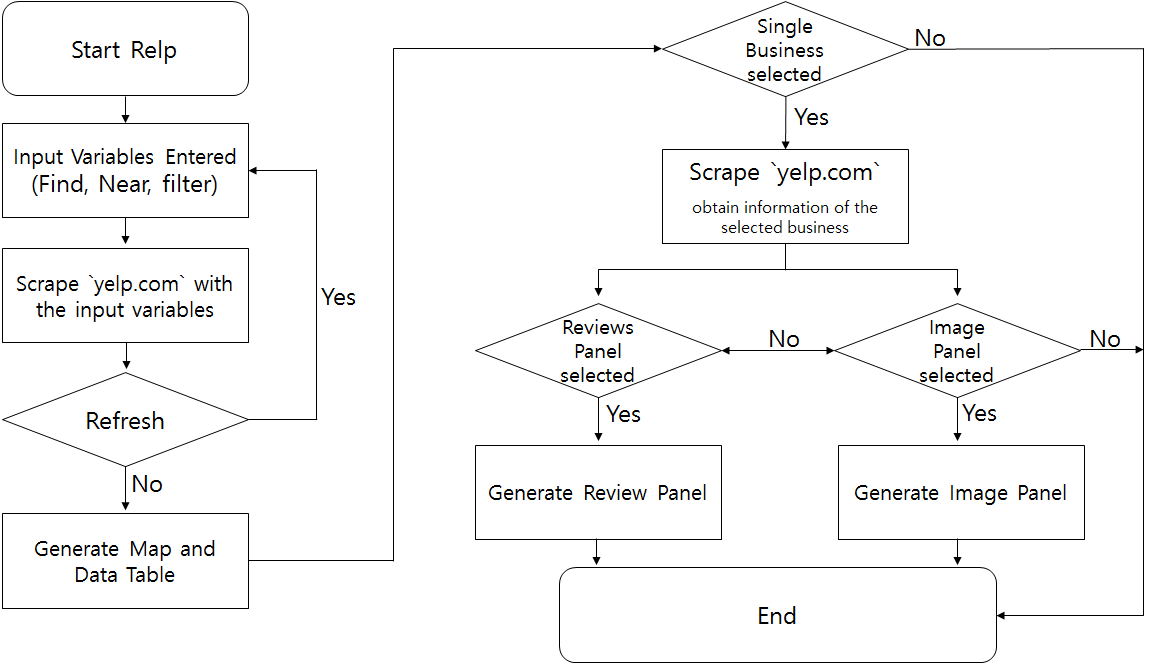 Start Relp
Input Variables Entered
(Find, Near, filter)
Scrape `yelp.com` with
the input variables
Refresh
Yes
No
Generate Map and
Data Table
Single
Business
selected
No
Yes
Scrape `yelp.com`
obtain information of the
selected business
Reviews
Panel
selected
No
Image
Panel
selected
No
Yes
Yes
Generate Review Panel
Generate Image Panel
End